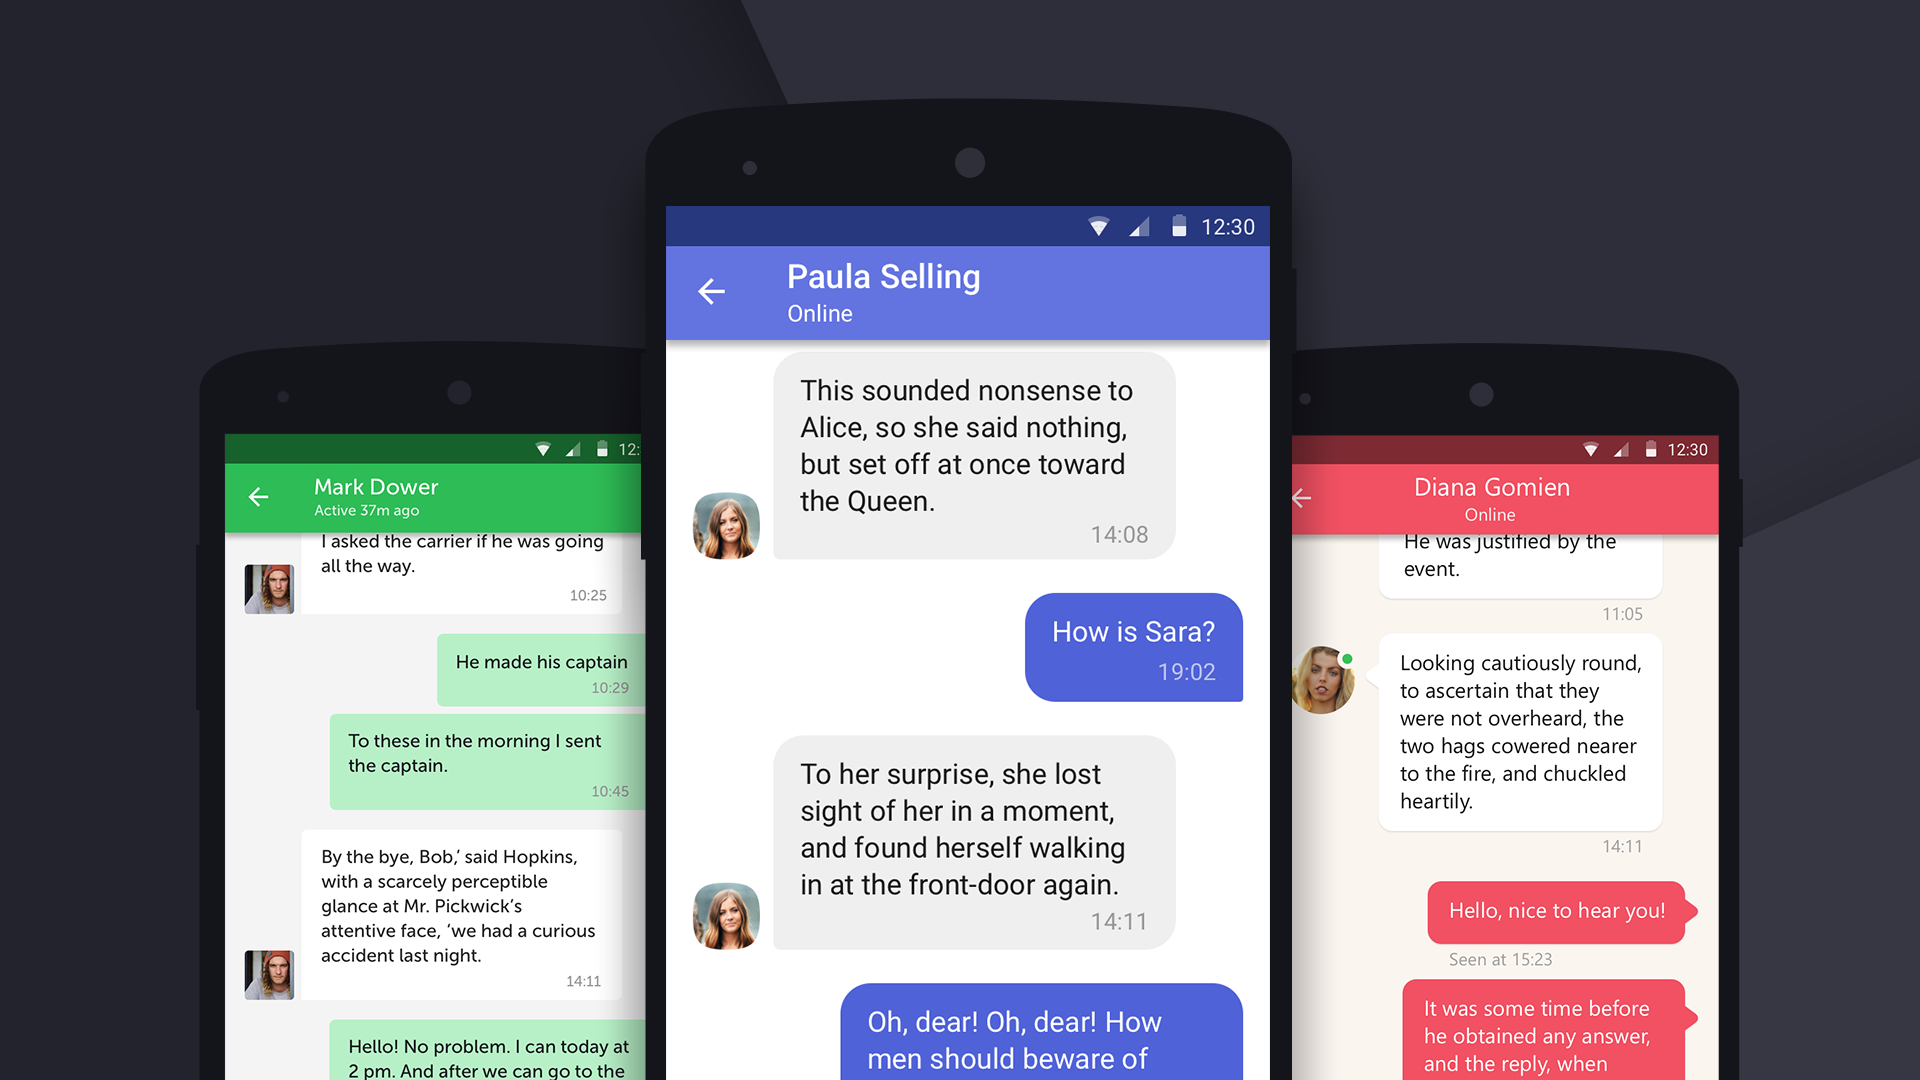 12:
Mark Dower
Active 37m ago
I asked the carrier if he was going
all the way.
10:25
He made his captain
10:29
To these in the morning I sent
the captain.
10:45
By the bye, Bob,’ said Hopkins,
with a scarcely perceptible
glance at Mr. Pickwick’s
attentive face, ‘we had a curious
accident last night.
14:11
Hello! No problem. I can today at
2 pm. And after we can go to the
12:30
Paula Selling
Online
This sounded nonsense to
Alice, so she said nothing,
but set off at once toward
the Queen.
14:08
How is Sara?
19:02
To her surprise, she lost
sight of her in a moment,
and found herself walking
in at the front-door again.
14:11
Oh, dear! Oh, dear! How
men should beware of
12:30
Diana Gomien
Online
He was justified by the
event.
11:05
Looking cautiously round,
to ascertain that they
were not overheard, the
two hags cowered nearer
to the fire, and chuckled
heartily.
14:11
Hello, nice to hear you!
Seen at 15:23
It was some time before
he obtained any answer,
and the reply, when